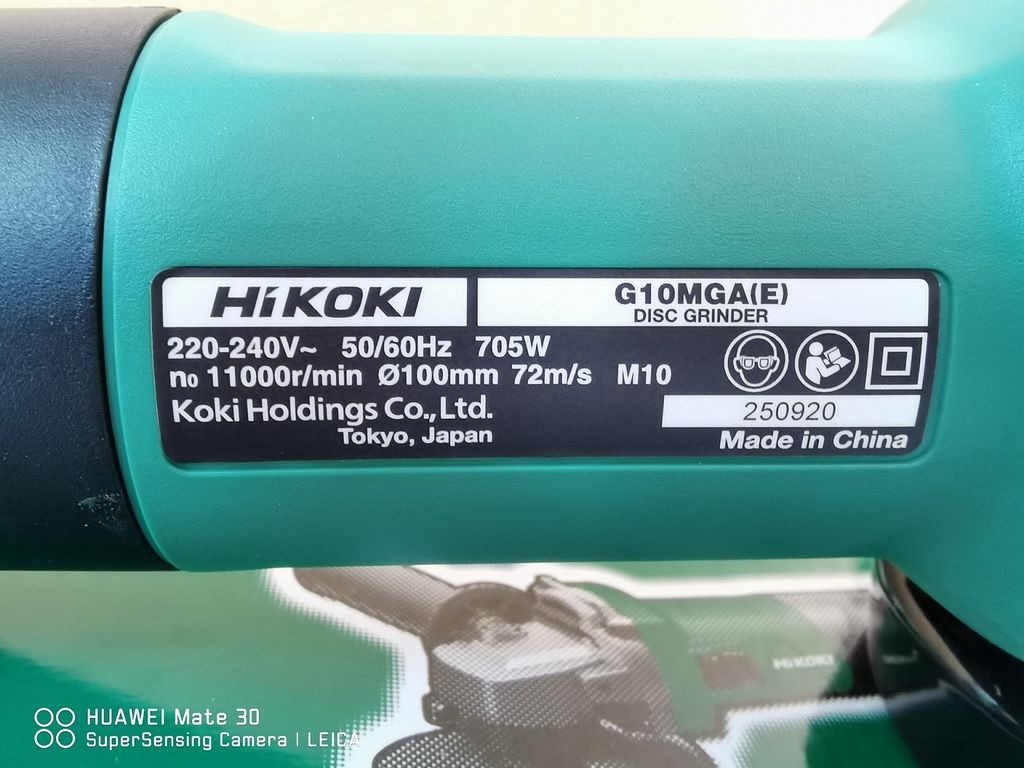 HiKOKI
G10MGA(E)
DISC GRINDER
220-240V~ 50/60Hz 705W
no 11000r/min Ø100mm 72m/s M10
Koki Holdings Co.,Ltd.
Tokyo, Japan
250920
Made in China
HiKOKI
HUAWEI Mate 30
SuperSensing Camera | LEICA